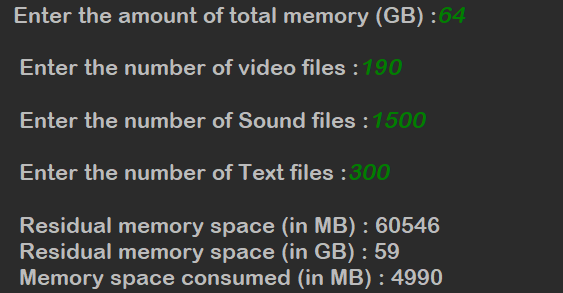 Enter the amount of total memory (GB) :64
Enter the number of video files :190
Enter the number of Sound files :1500
Enter the number of Text files :300
Residual memory space (in MB) : 60546
Residual memory space (in GB) : 59
Memory space consumed (in MB) : 4990